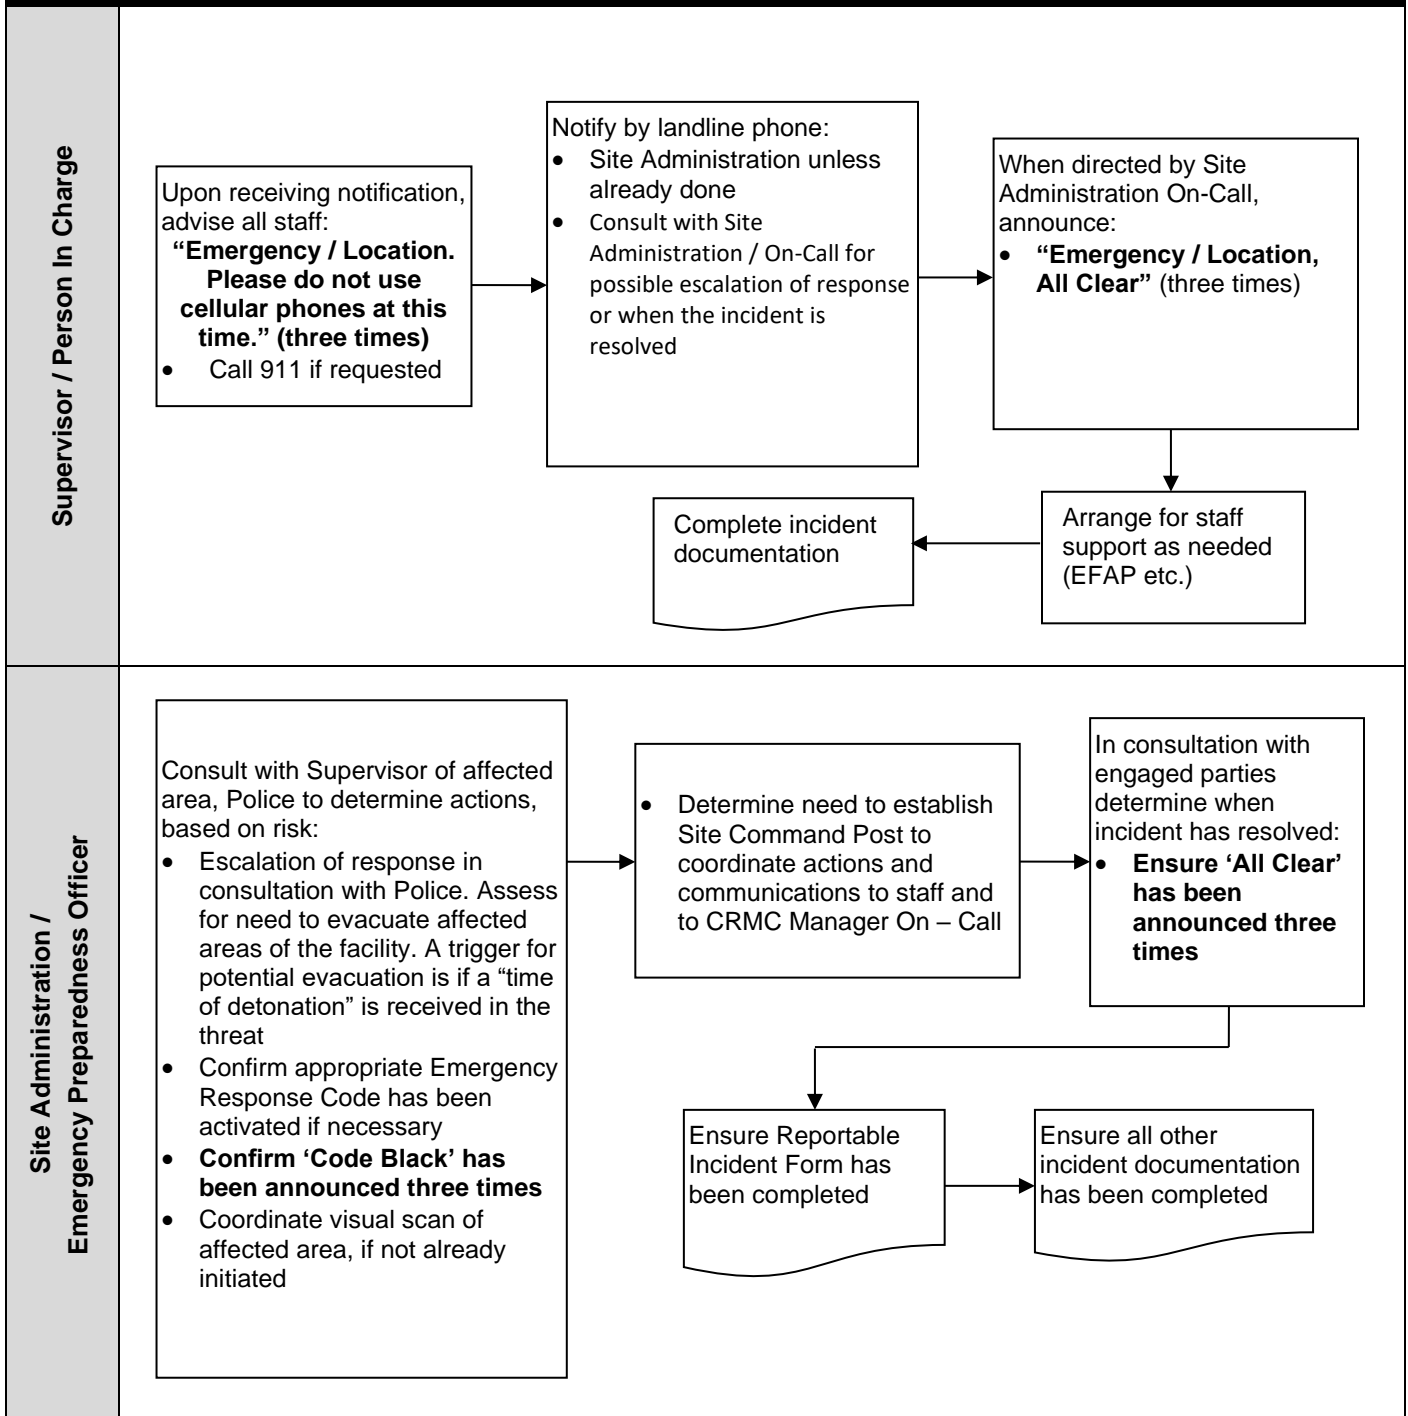 Supervisor / Person In Charge
Upon receiving notification,
advise all staff:
“Emergency / Location.
Please do not use
cellular phones at this
time.” (three times)
• Call 911 if requested
Notify by landline phone:
• Site Administration unless
already done
• Consult with Site
Administration / On-Call for
possible escalation of response
or when the incident is
resolved
When directed by Site
Administration On-Call,
announce:
• “Emergency / Location,
All Clear” (three times)
Arrange for staff
support as needed
(EFAP etc.)
Complete incident
documentation
Site Administration /
Emergency Preparedness Officer
Consult with Supervisor of affected
area, Police to determine actions,
based on risk:
• Escalation of response in
consultation with Police. Assess
for need to evacuate affected
areas of the facility. A trigger for
potential evacuation is if a “time
of detonation” is received in the
threat
• Confirm appropriate Emergency
Response Code has been
activated if necessary
• Confirm ‘Code Black’ has
been announced three times
• Coordinate visual scan of
affected area, if not already
initiated
• Determine need to establish
Site Command Post to
coordinate actions and
communications to staff and
to CRMC Manager On – Call
In consultation with
engaged parties
determine when
incident has resolved:
• Ensure ‘All Clear’
has been
announced three
times
Ensure Reportable
Incident Form has
been completed
Ensure all other
incident documentation
has been completed